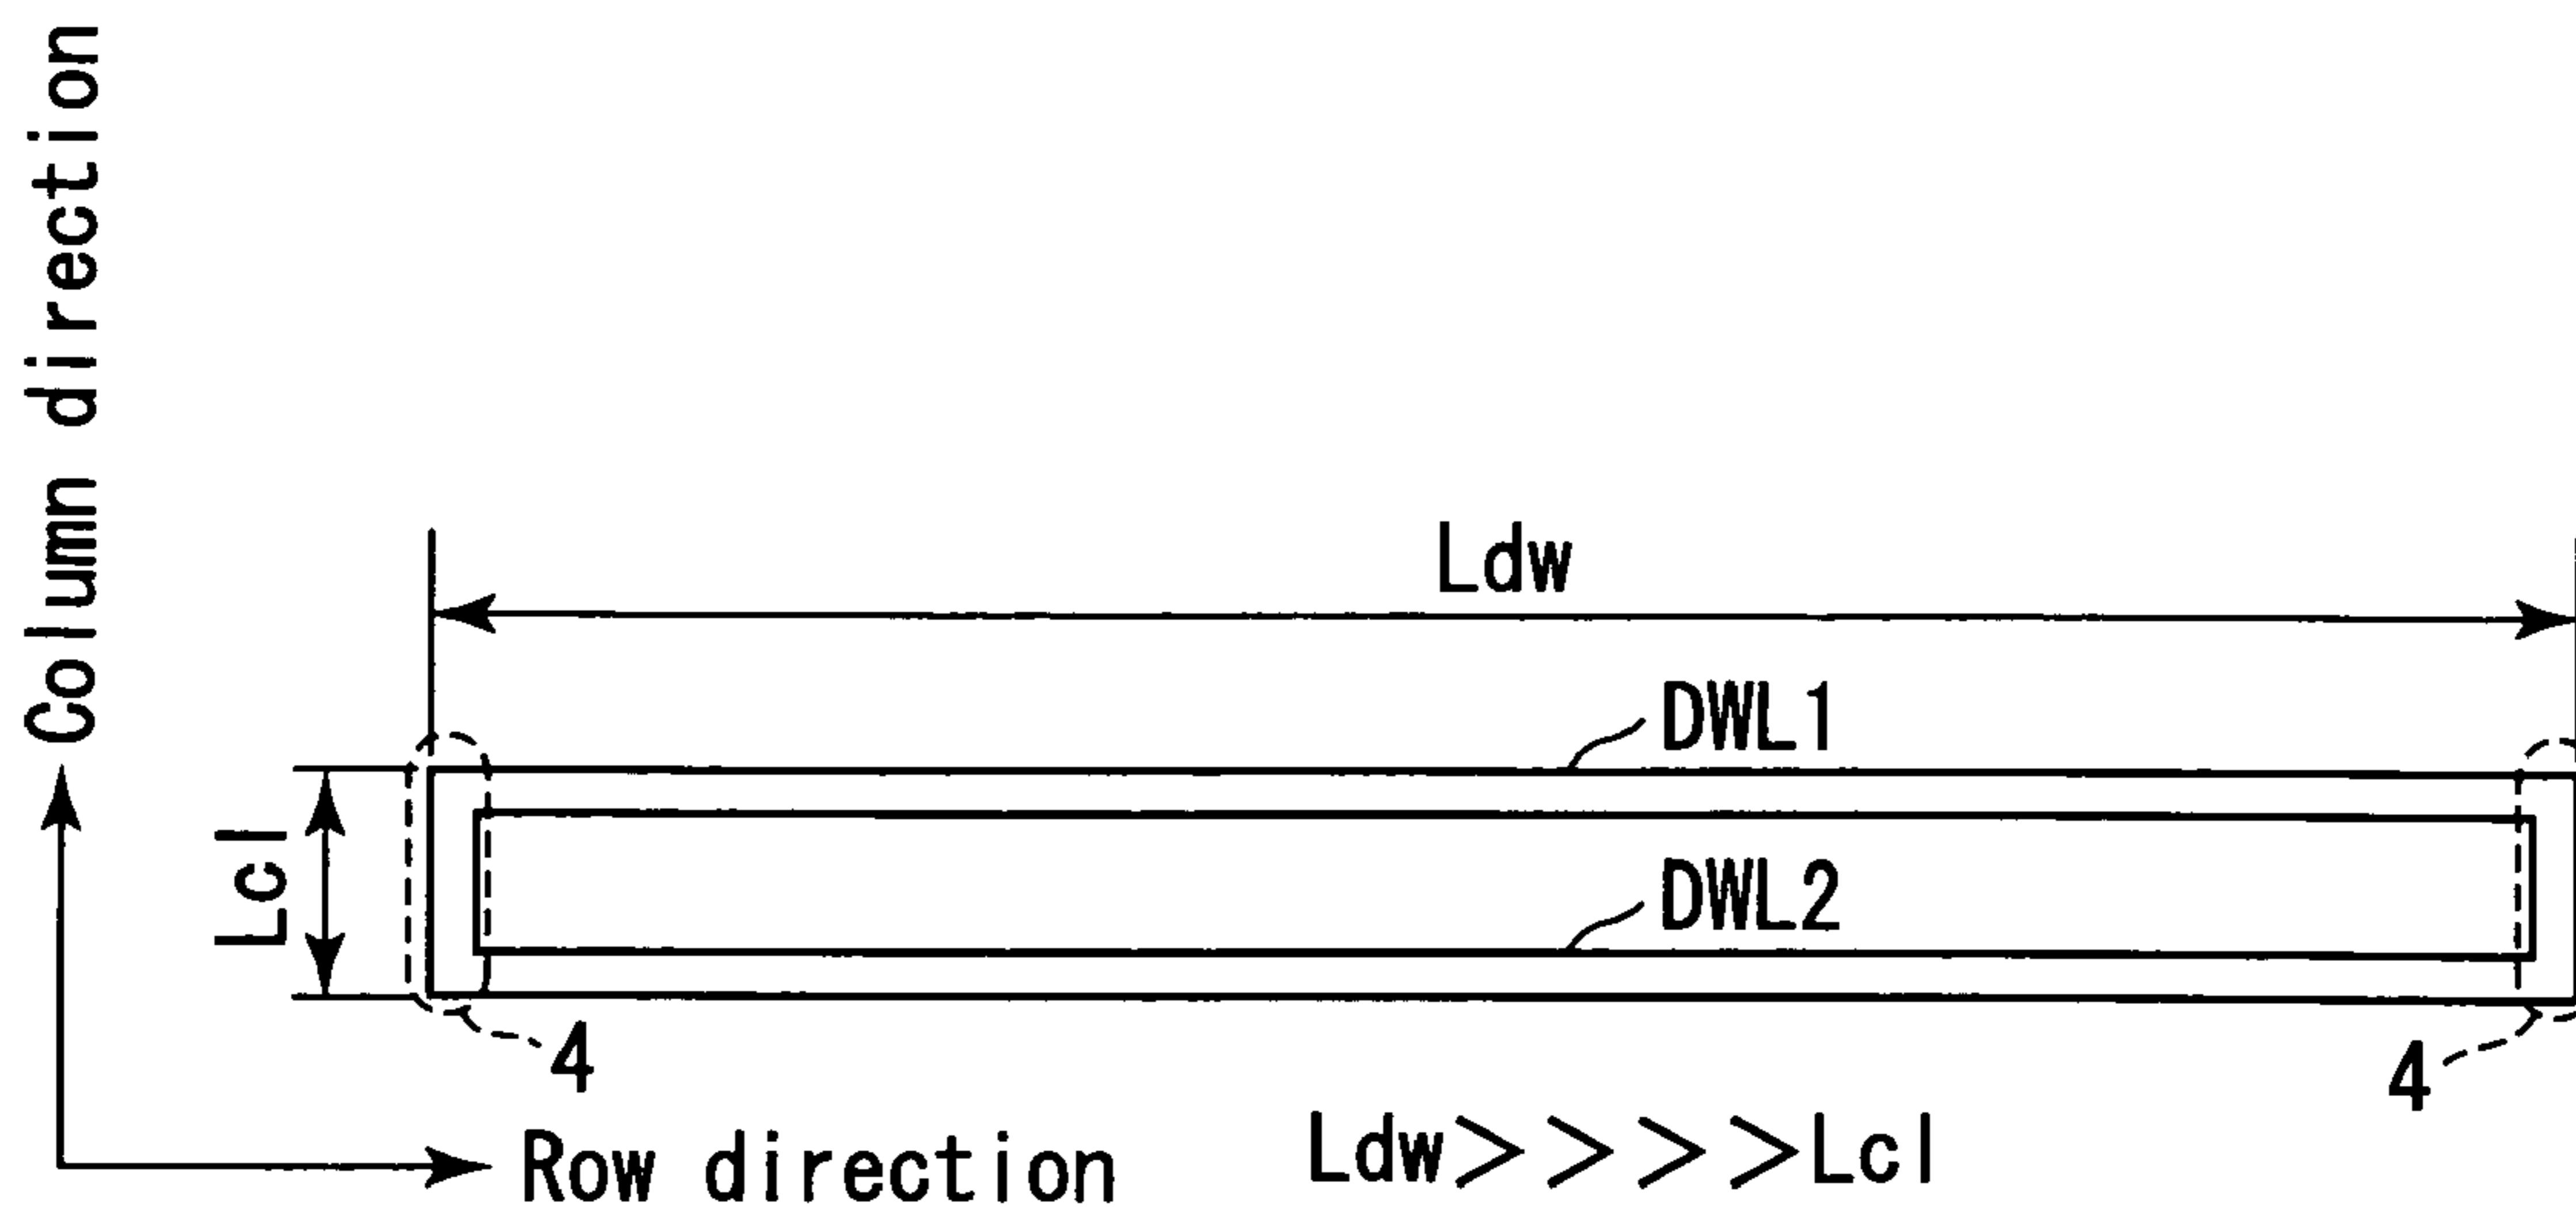 Column direction
Ldw
DWL1
Lcl
DWL2
4
4
Row direction
Ldw>>>>Lcl